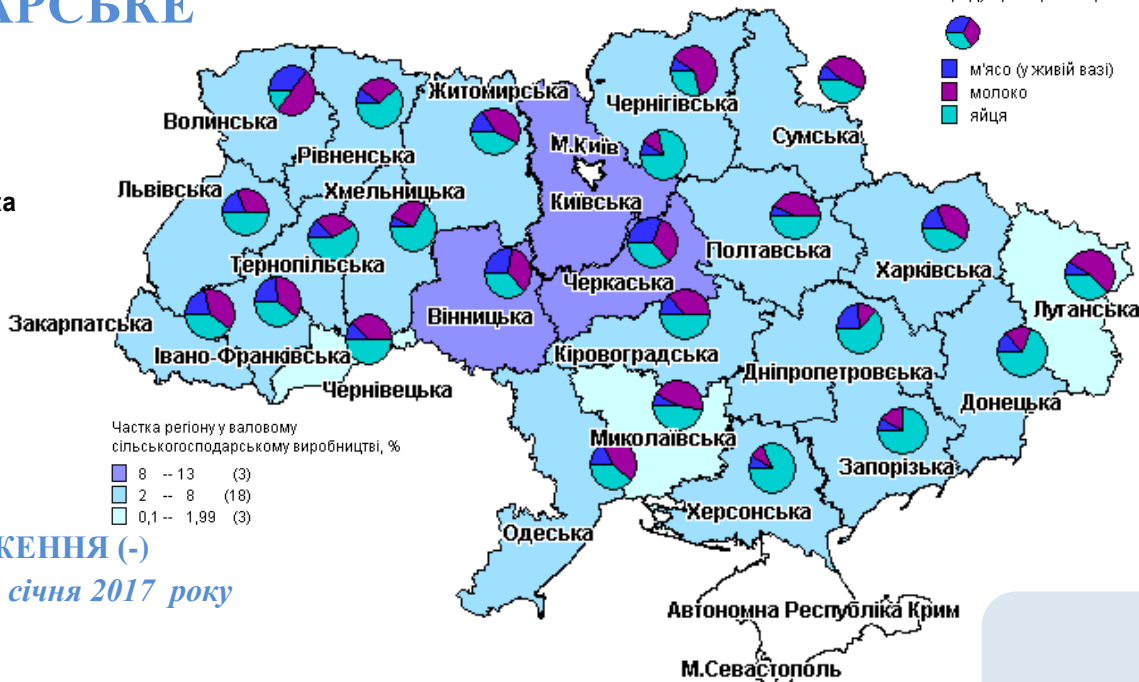 АРСЬКЕ
м'ясо (у живій вазі)
молоко
яйця
Житомирська
Чернігівська
Волинська
Сумська
М.Київ
Рівненська
Львівська
Хмельницька
та
Київська
Полтавська
Тернопільська
Черкаська
Харківська
Луганська
Закарпатська
Вінницька
Івано-Франківська
Кіровоградська
Дніпропетровська
Чернівецька
Донецька
Частка регіону у валовому
сільськогосподарському виробництві, %
8 -- 13 (3)
2 -- 8 (18)
0,1 -- 1,99 (3)
Миколаївська
Запорізька
Херсонська
Одеська
ЖЕННЯ (-)
січня 2017 року
Автономна Республіка Крим
М.Севастополь